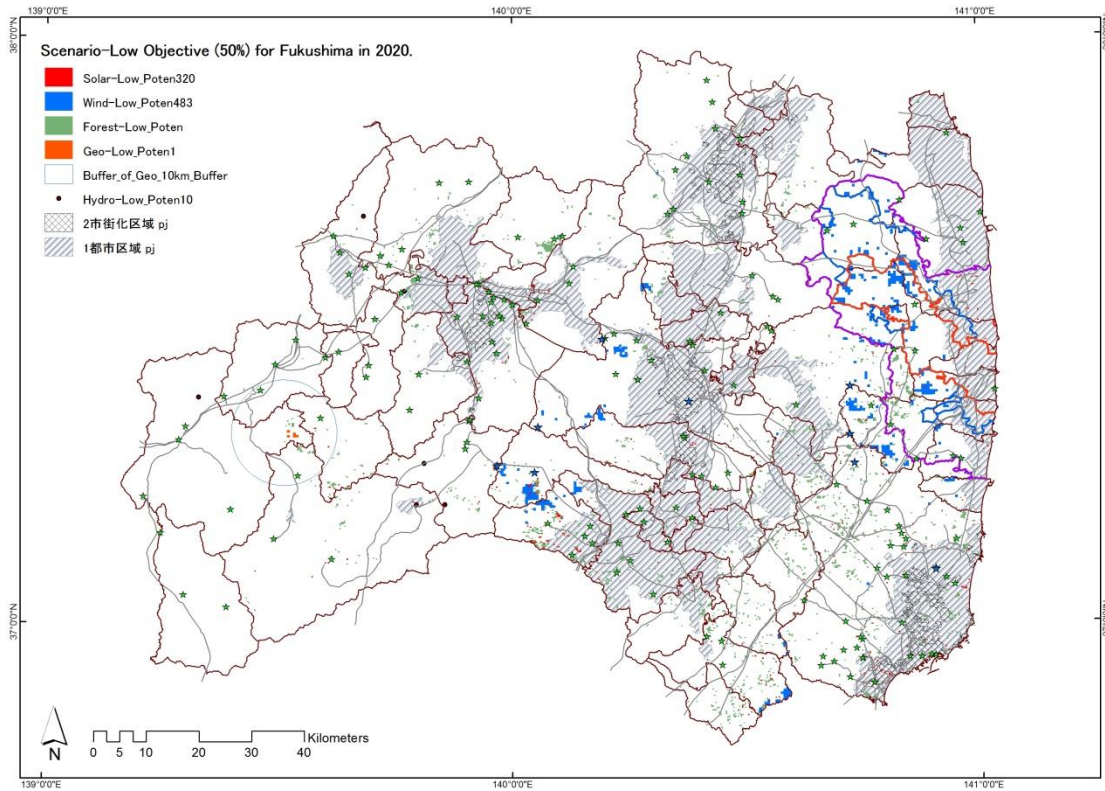 139°0'0"E
140°0'0"E
141°0'0"E
38°0'0"N
Scenario-Low Objective (50%) for Fukushima in 2020.
Solar-Low_Poten320
Wind-Low_Poten483
Forest-Low_Poten
Geo-Low_Poten1
Buffer_of_Geo_10km_Buffer
Hydro-Low_Poten10
2市街化区域 pj
1都市区域 pj
37°0'0"N
N
Kilometers
0 5 10 20 30 40
139°0'0"E
140°0'0"E
141°0'0"E